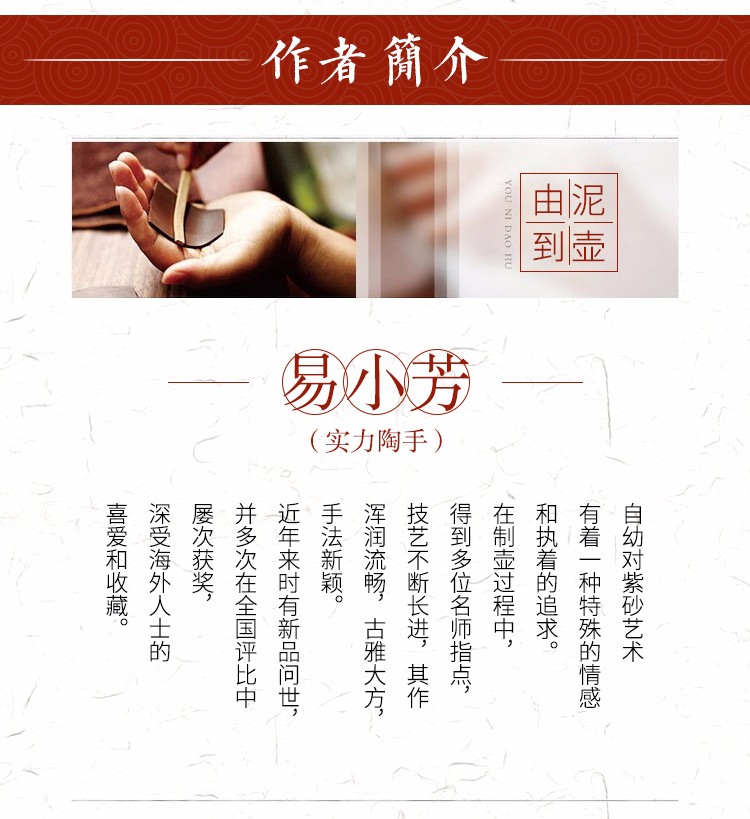 作者簡介
YOU NI DAO HU
由泥
到壶
易小芳
（实力陶手）
自幼对紫砂艺术
有着一种特殊的情感
和执着的追求。
在制壶过程中，
得到多位名师指点，
技艺不断长进，其作
浑润流畅，古雅大方，
手法新颖。
近年来时有新品问世，
并多次在全国评比中
屡次获奖，
深受海外人士的
喜爱和收藏。